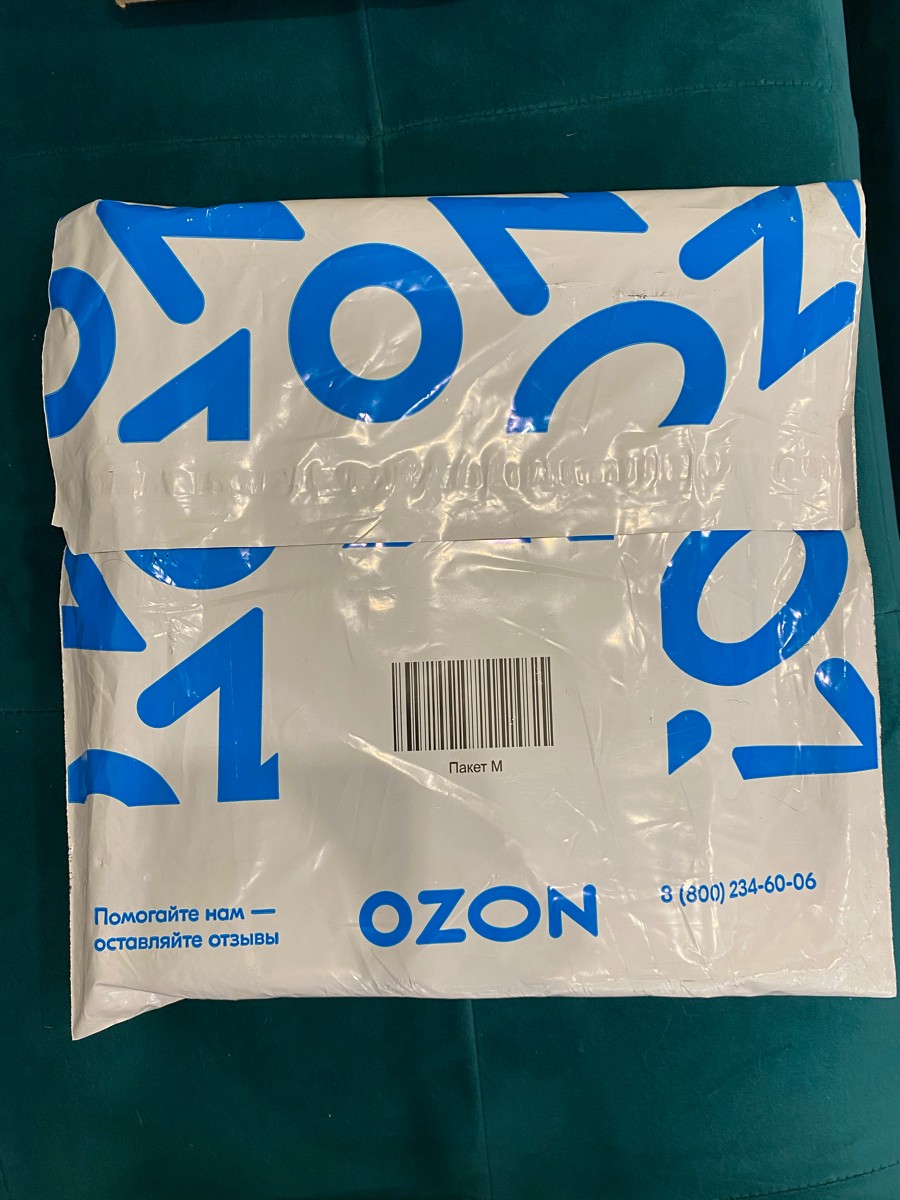 Пакет М
Помогайте нам —
оставляйте отзывы
OZON
8 (800) 234-60-06